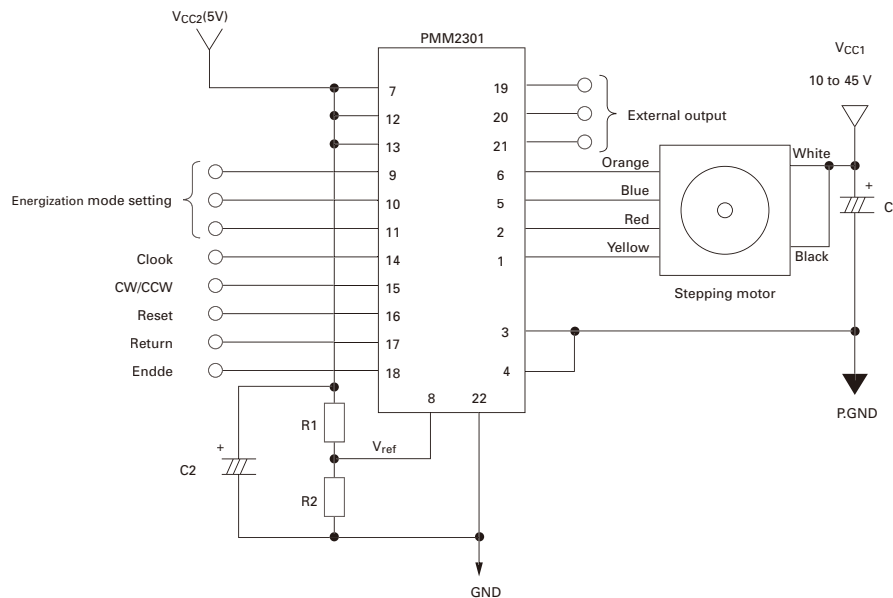 VCC2(5V)
PMM2301
VCC1
10 to 45 V
7
12
13
9
10
11
14
15
16
17
18
8
22
19
20
21
6
5
2
1
3
4
External output
Energization mode setting
Clook
CW/CCW
Reset
Return
Endde
Orange
Blue
Red
Yellow
White
Black
Stepping motor
+
C
P.GND
R1
Vref
+
C2
R2
GND